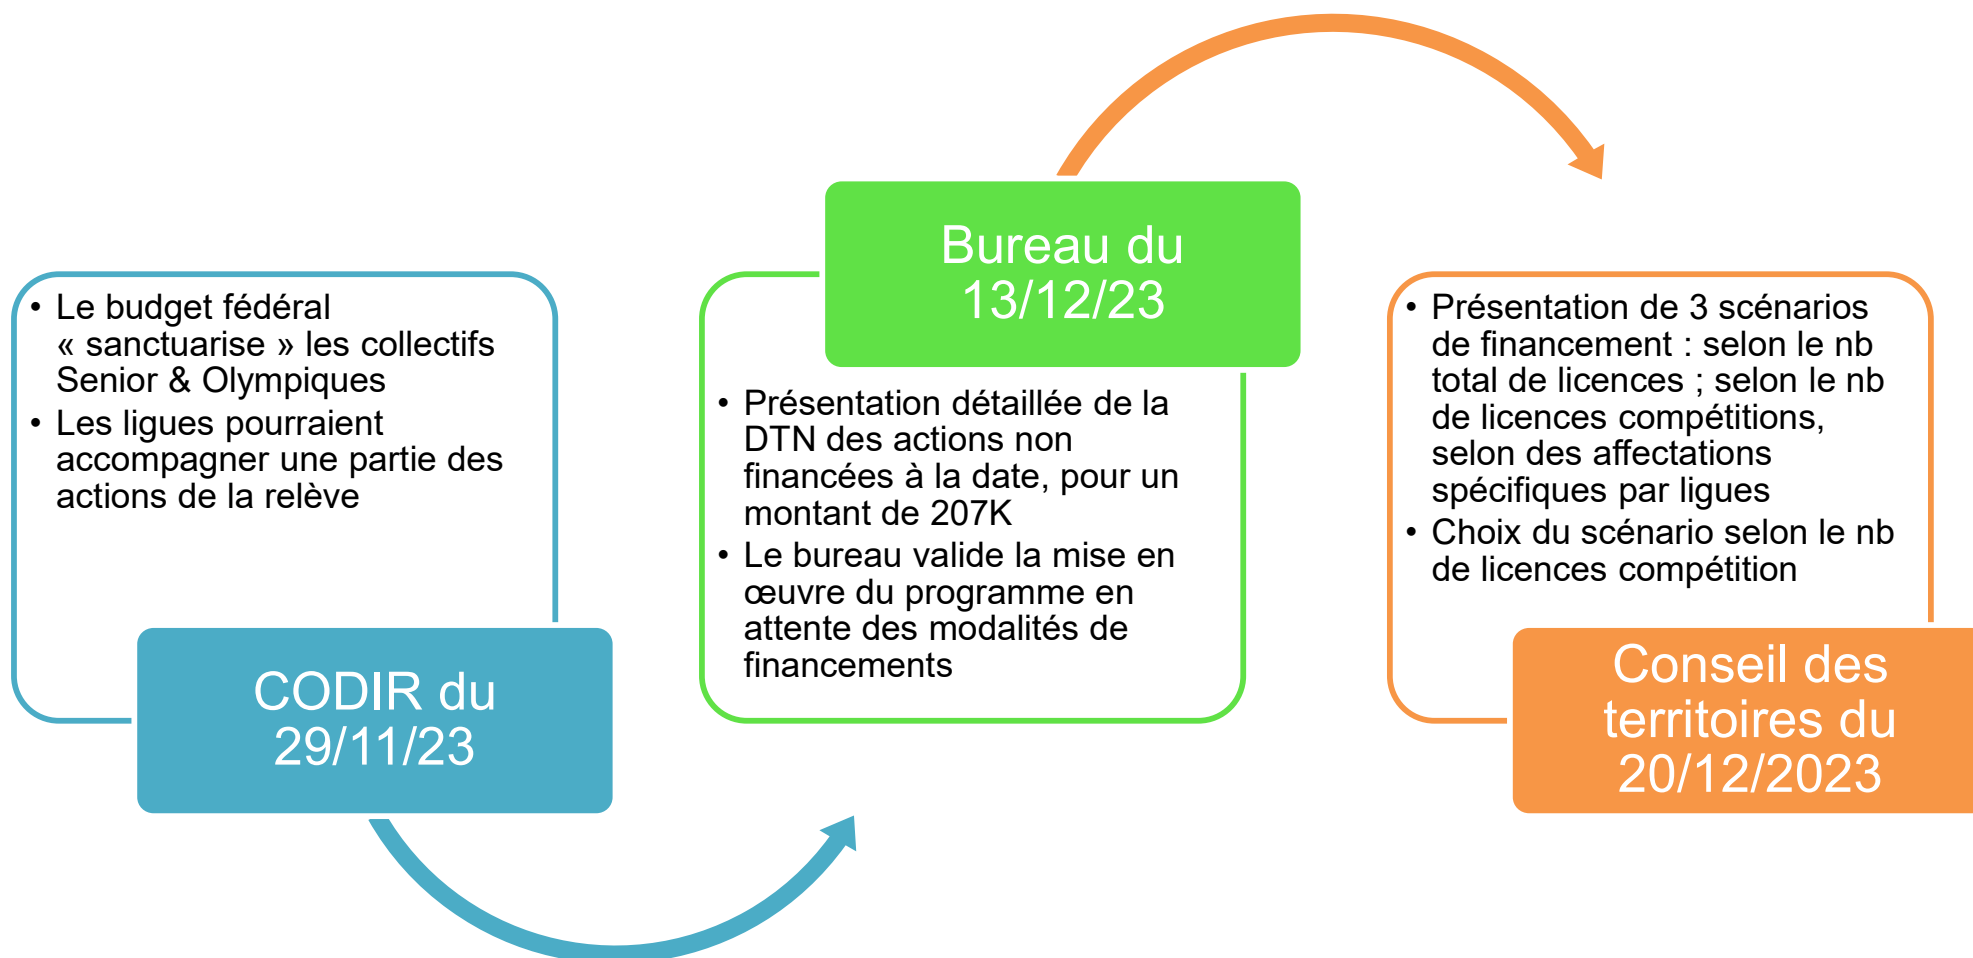 • Le budget fédéral
« sanctuarise » les collectifs
Senior & Olympiques
• Les ligues pourraient
accompagner une partie des
actions de la relève
CODIR du
29/11/23
Bureau du
13/12/23
• Présentation détaillée de la
DTN des actions non
financées à la date, pour un
montant de 207K
• Le bureau valide la mise en
œuvre du programme en
attente des modalités de
financements
• Présentation de 3 scénarios
de financement : selon le nb
total de licences ; selon le nb
de licences compétitions,
selon des affectations
spécifiques par ligues
• Choix du scénario selon le nb
de licences compétition
Conseil des
territoires du
20/12/2023